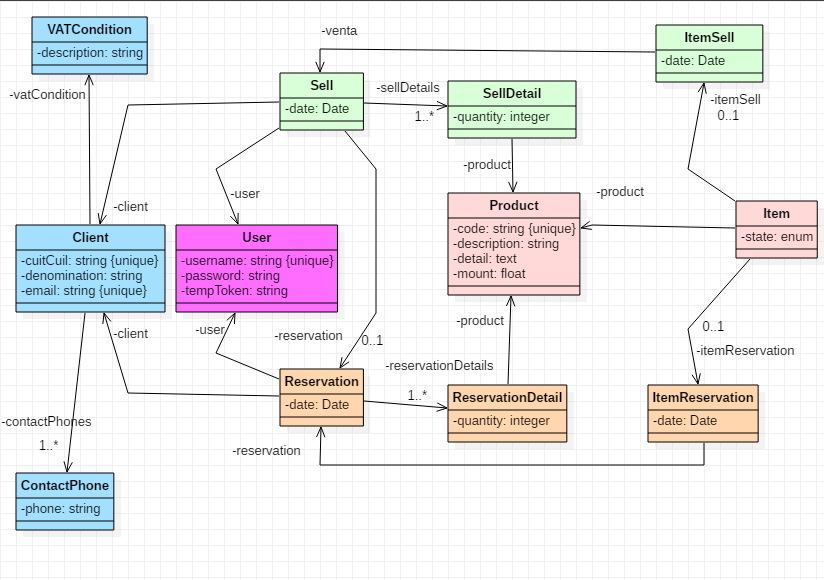 VATCondition
-description: string
-venta
ItemSell
-date: Date
Sell
-date: Date
-sellDetails
1..*
SellDetail
-quantity: integer
-vatCondition
-itemSell
0..1
-product
-user
-client
-product
Product
-code: string {unique}
-description: string
-detail: text
-mount: float
Item
-state: enum
Client
-cuitCuil: string {unique}
-denomination: string
-email: string {unique}
User
-username: string {unique}
-password: string
-tempToken: string
-client
-user
-reservation
0..1
-product
0..1
-itemReservation
-reservationDetails
1..*
Reservation
-date: Date
ReservationDetail
-quantity: integer
ItemReservation
-date: Date
-contactPhones
1..*
-reservation
ContactPhone
-phone: string